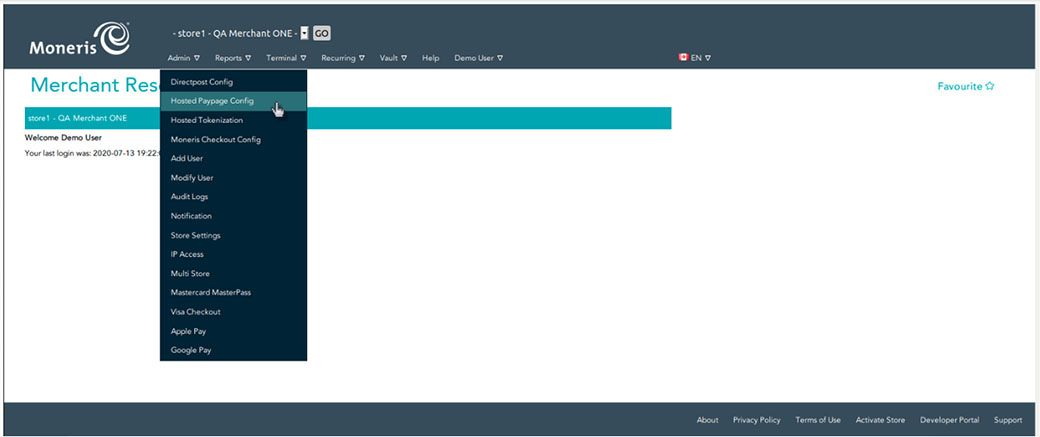 Moneris
- store1 - QA Merchant ONE - GO
Admin Reports Terminal Recurring Vault Help Demo User EN
Merchant Res
Favourite
store1 - QA Merchant ONE
Welcome Demo User
Your last login was: 2020-07-13 19:22:
Directpost Config
Hosted Paypage Config
Hosted Tokenization
Moneris Checkout Config
Add User
Modify User
Audit Logs
Notification
Store Settings
IP Access
Multi Store
Mastercard MasterPass
Visa Checkout
Apple Pay
Google Pay
About Privacy Policy Terms of Use Activate Store Developer Portal Support